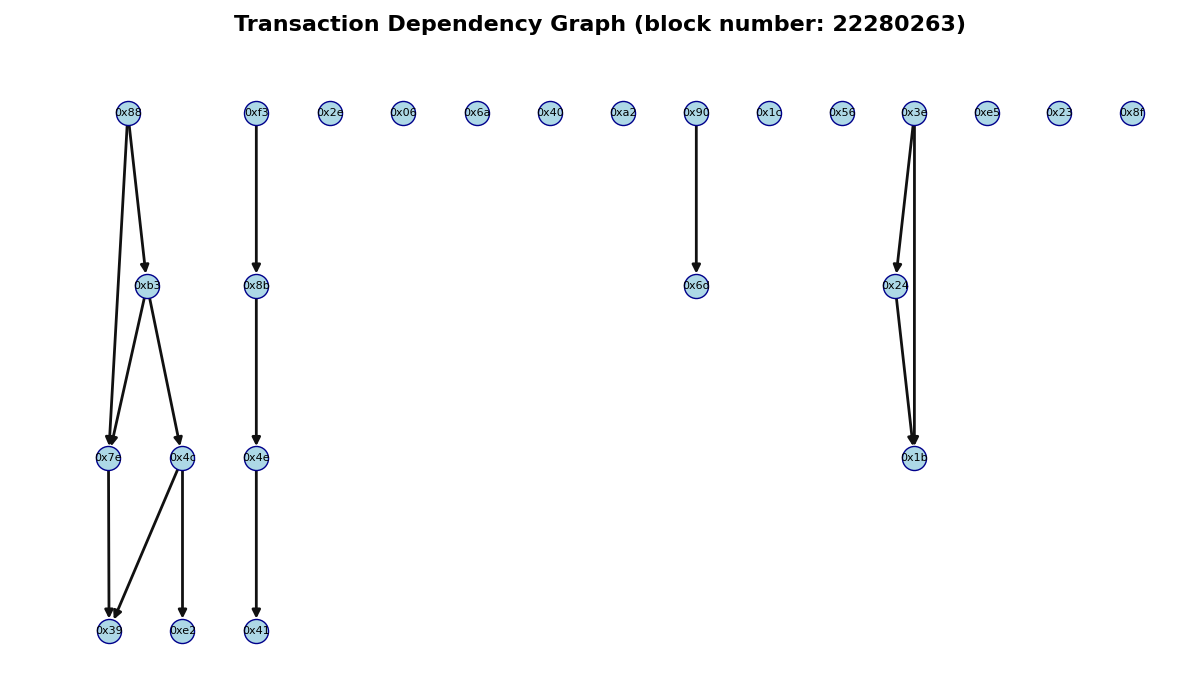 Transaction Dependency Graph (block number: 22280263)
0x88 0xf3 0x2e 0x06 0x6a 0x40 0xa2 0x90 0x1c 0x56 0x3e 0xe5 0x23 0x8f
0xb3 0x8b 0x6d 0x24
0x7e 0x4c 0x4e 0x1b
0x39 0xe2 0x41